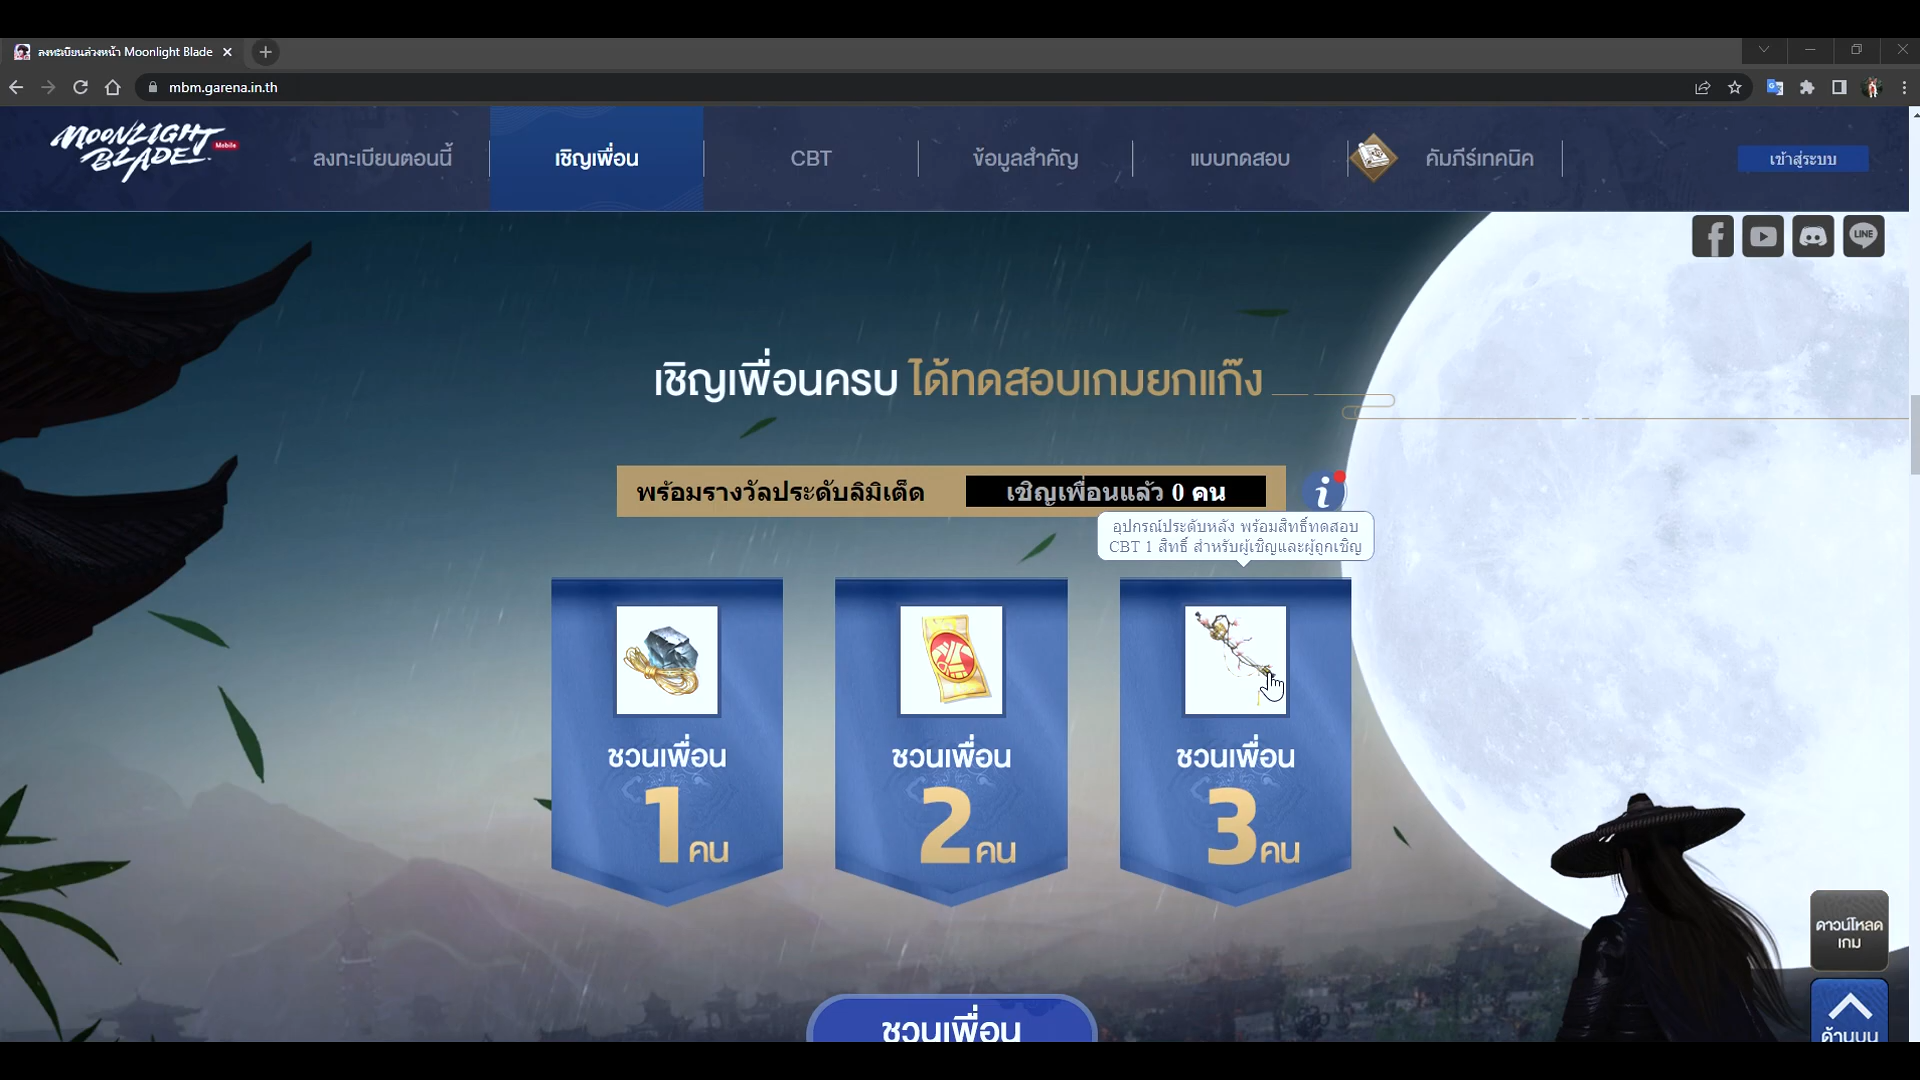 ลงทะเบียนล่วงหน้า Moonlight Blade
mbm.garena.in.th
MOONLIGHT BLADE Mobile
ลงทะเบียนตอนนี้
เชิญเพื่อน
CBT
ข้อมูลสำคัญ
แบบทดสอบ
คัมภีร์เทคนิค
เข้าสู่ระบบ
LINE
เชิญเพื่อนครบ ได้ทดสอบเกมยกแก๊ง
พร้อมรางวัลประดับลิมิเต็ด
เชิญเพื่อนแล้ว 0 คน
i
อุปกรณ์ประดับหลัง พร้อมสิทธิ์ทดสอบ
CBT 1 สิทธิ์ สำหรับผู้เชิญและผู้ถูกเชิญ
ชวนเพื่อน
1 คน
ชวนเพื่อน
2 คน
ชวนเพื่อน
3 คน
ดาวน์โหลด
เกม
ชวนเพื่อน
ด้านบน